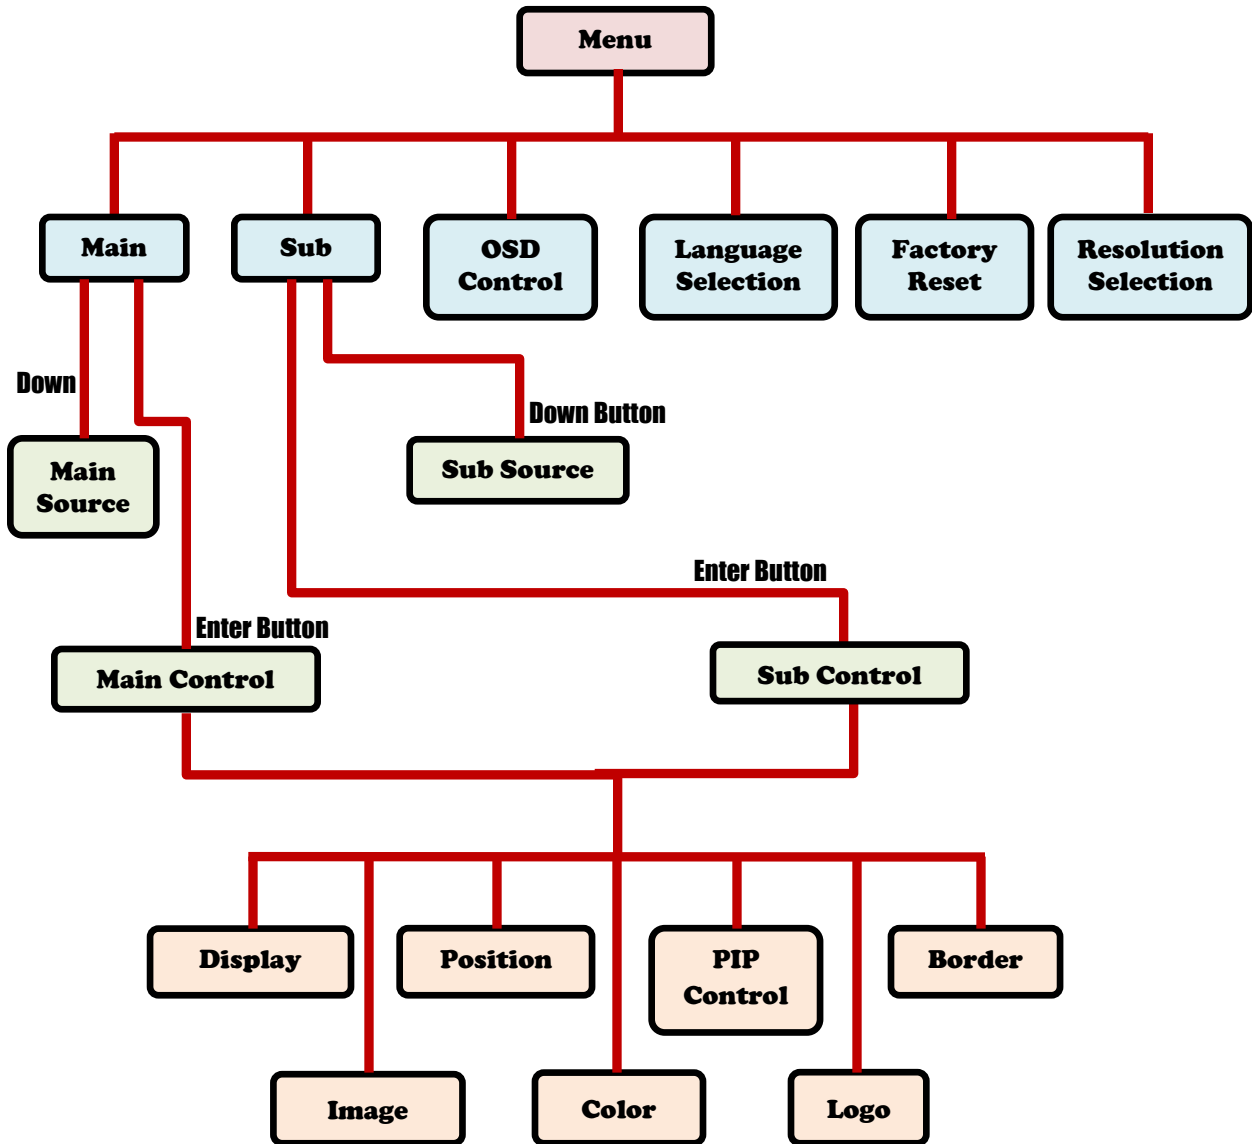 Menu
Main
Sub
OSD
Control
Language
Selection
Factory
Reset
Resolution
Selection
Down
Down Button
Main
Source
Sub Source
Enter Button
Enter Button
Main Control
Sub Control
Display
Position
PIP
Control
Border
Image
Color
Logo